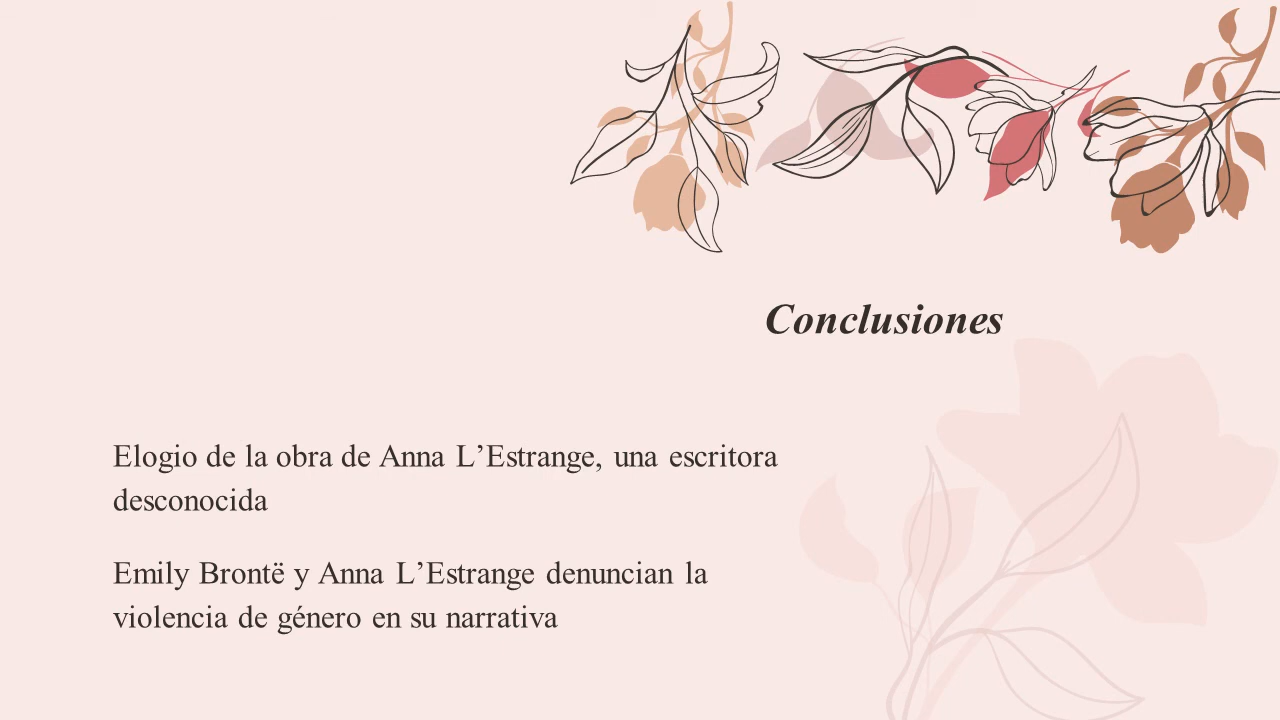 Conclusiones
Elogio de la obra de Anna L’Estrange, una escritora
desconocida
Emily Brontë y Anna L’Estrange denuncian la
violencia de género en su narrativa